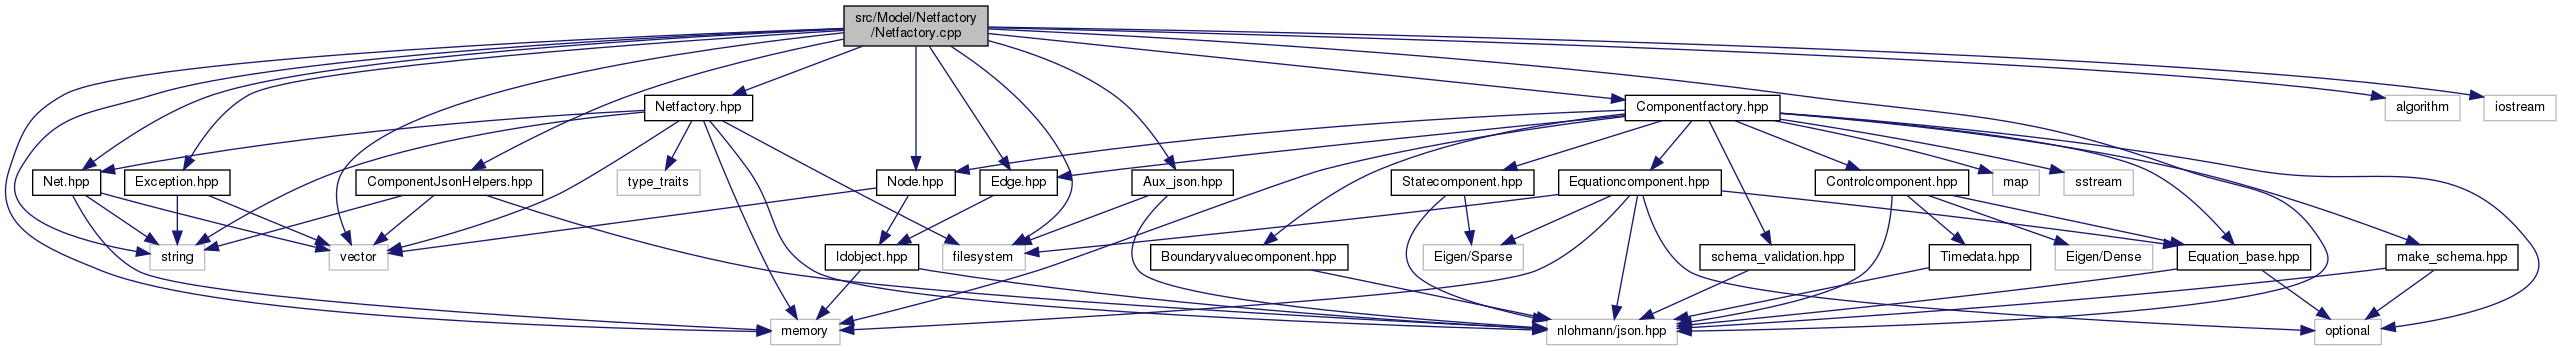 src/Model/Netfactory
/Netfactory.cpp
Netfactory.hpp
Componentfactory.hpp
algorithm
iostream
Net.hpp
Exception.hpp
ComponentJsonHelpers.hpp
type_traits
Node.hpp
Edge.hpp
Aux_json.hpp
Statecomponent.hpp
Equationcomponent.hpp
Controlcomponent.hpp
map
sstream
string
vector
Idobject.hpp
filesystem
Boundaryvaluecomponent.hpp
Eigen/Sparse
schema_validation.hpp
Timedata.hpp
Eigen/Dense
Equation_base.hpp
make_schema.hpp
memory
nlohmann/json.hpp
optional